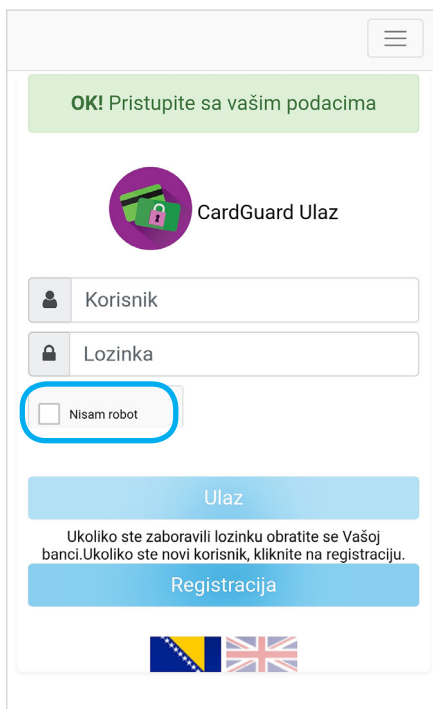 OK! Pristupite sa vašim podacima
CardGuard Ulaz
Korisnik
Lozinka
Nisam robot
Ulaz
Ukoliko ste zaboravili lozinku obratite se Vašoj
banci.Ukoliko ste novi korisnik, kliknite na registraciju.
Registracija